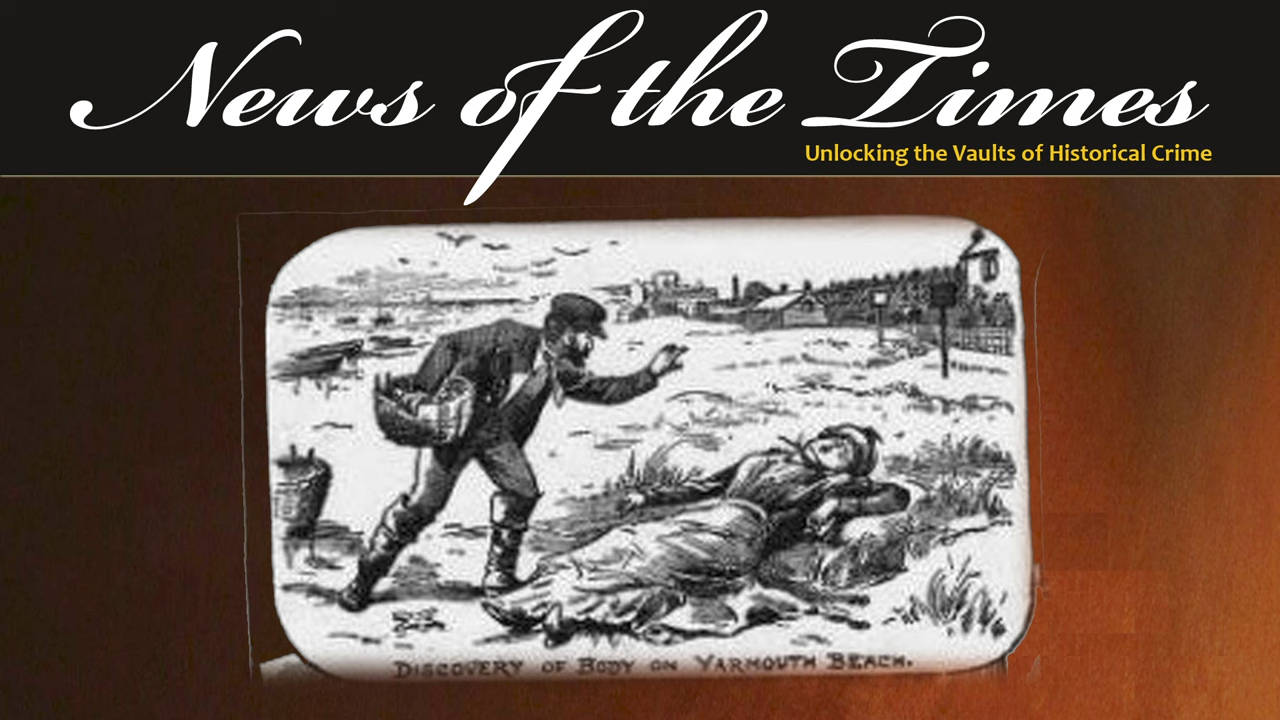 News of the Times
Unlocking the Vaults of Historical Crime
DISCOVERY OF BODY ON YARMOUTH BEACH.